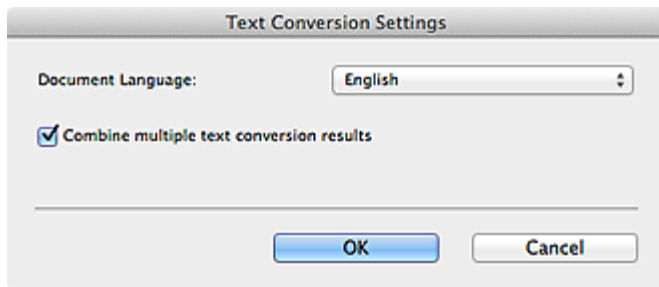 Text Conversion Settings
Document Language: English
Combine multiple text conversion results
OK Cancel